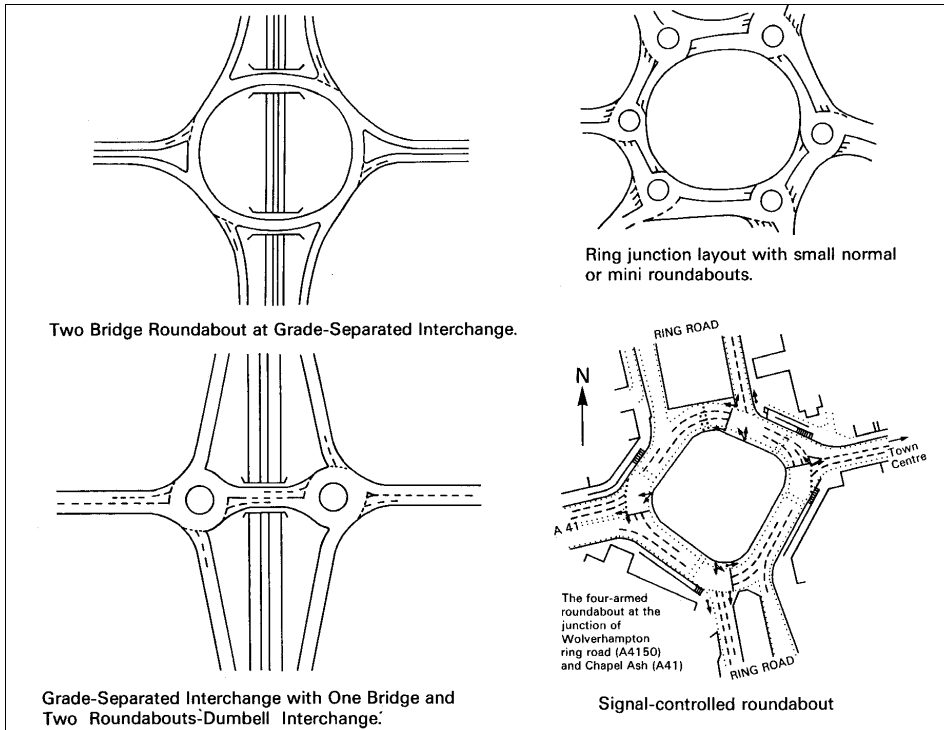 Two Bridge Roundabout at Grade-Separated Interchange.
Ring junction layout with small normal
or mini roundabouts.
Grade-Separated Interchange with One Bridge and
Two Roundabouts-'Dumbell Interchange.'
RING ROAD
N
Town
Centre
A 41
The four-armed
roundabout at the
junction of
Wolverhampton
ring road (A4150)
and Chapel Ash (A41)
RING ROAD
Signal-controlled roundabout